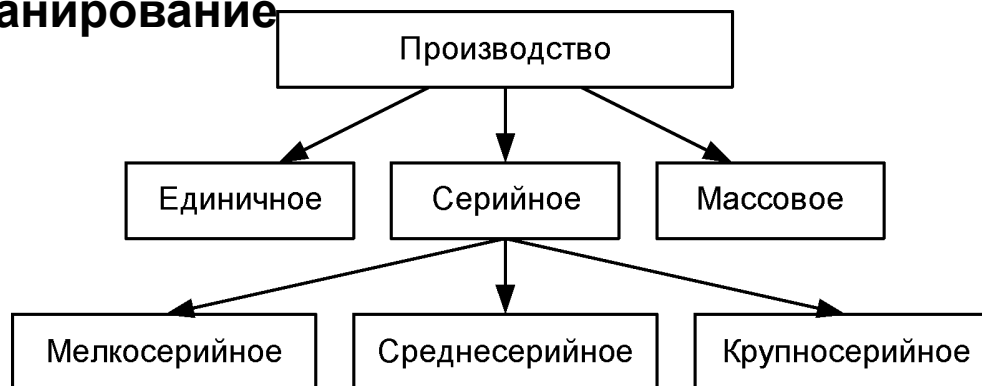 анирование
Производство
Единичное Серийное Массовое
Мелкосерийное Среднесерийное Крупносерийное